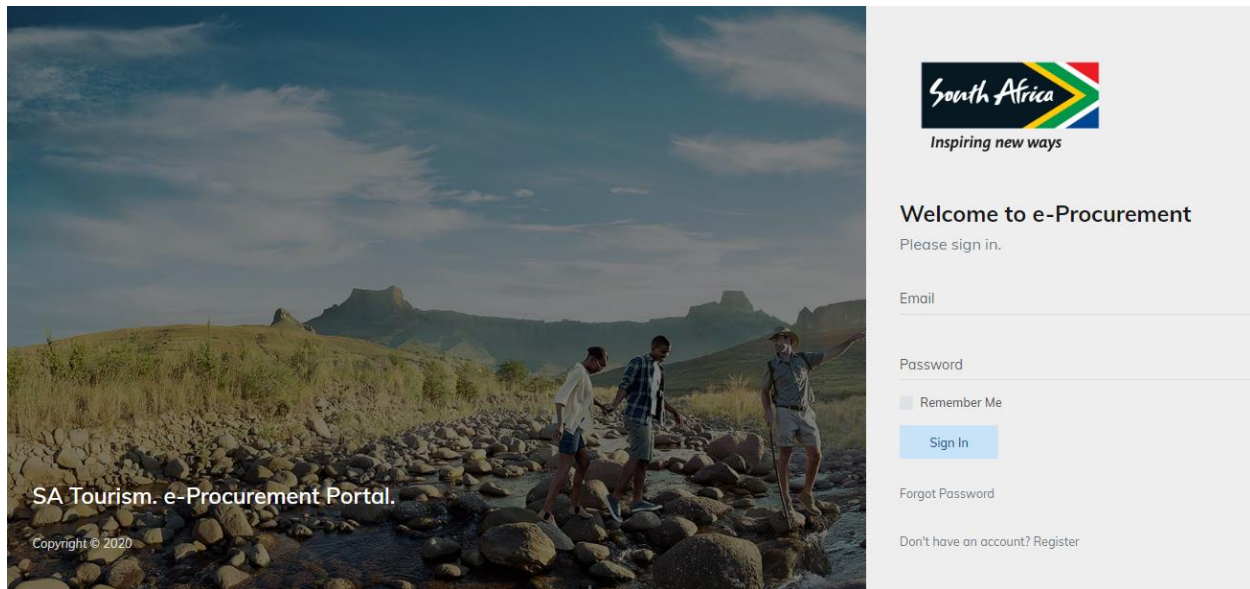 South Africa
Inspiring new ways
Welcome to e-Procurement
Please sign in.
Email
Password
Remember Me
Sign In
Forgot Password
Don't have an account? Register
SA Tourism. e-Procurement Portal.
Copyright © 2020